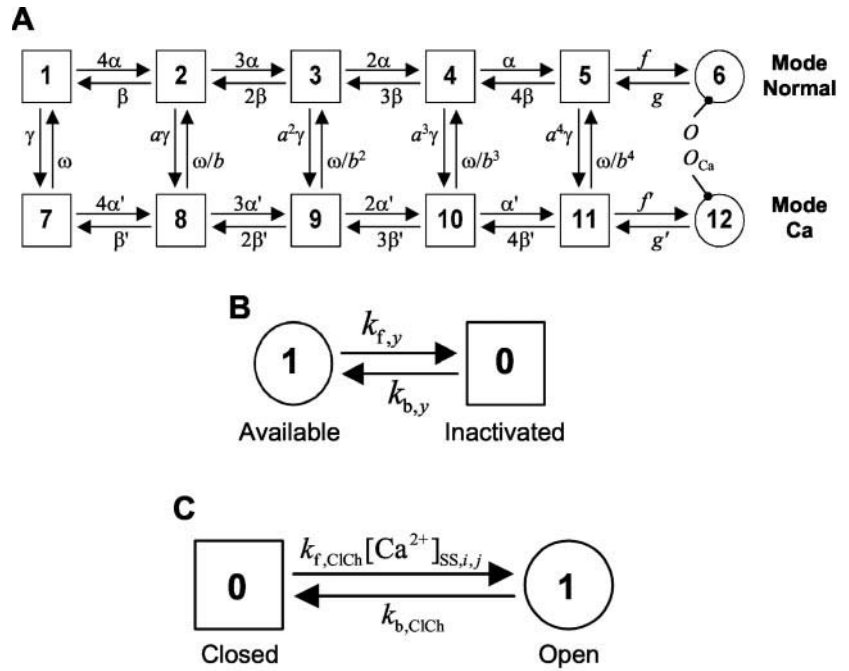 A
1 4α β 2 3α 2β 3 2α 3β 4 α 4β 5 f g 6 Mode Normal
γ ω aγ ω/b a²γ ω/b² a³γ ω/b³ a⁴γ ω/b⁴ O
O_Ca
7 4α' β' 8 3α' 2β' 9 2α' 3β' 10 α' 4β' 11 f' g' 12 Mode Ca
B
k_f,y
1 0
k_b,y
Available Inactivated
C
k_f,ClCh[Ca²⁺]_SS,i,j
0 1
k_b,ClCh
Closed Open